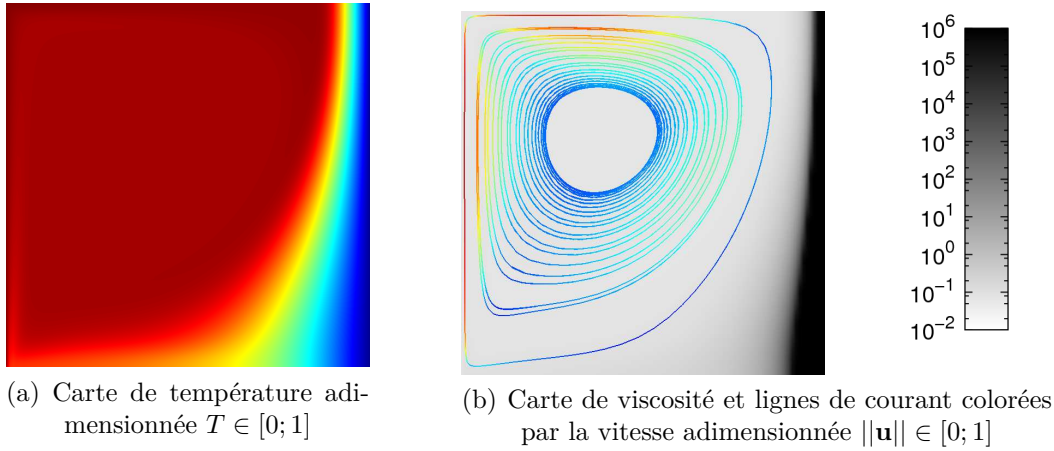 10^6
10^5
10^4
10^3
10^2
10^1
10^0
10^-1
10^-2
(a) Carte de température adi-
mensionnée T ∈ [0; 1]
(b) Carte de viscosité et lignes de courant colorées
par la vitesse adimensionnée ||u|| ∈ [0; 1]